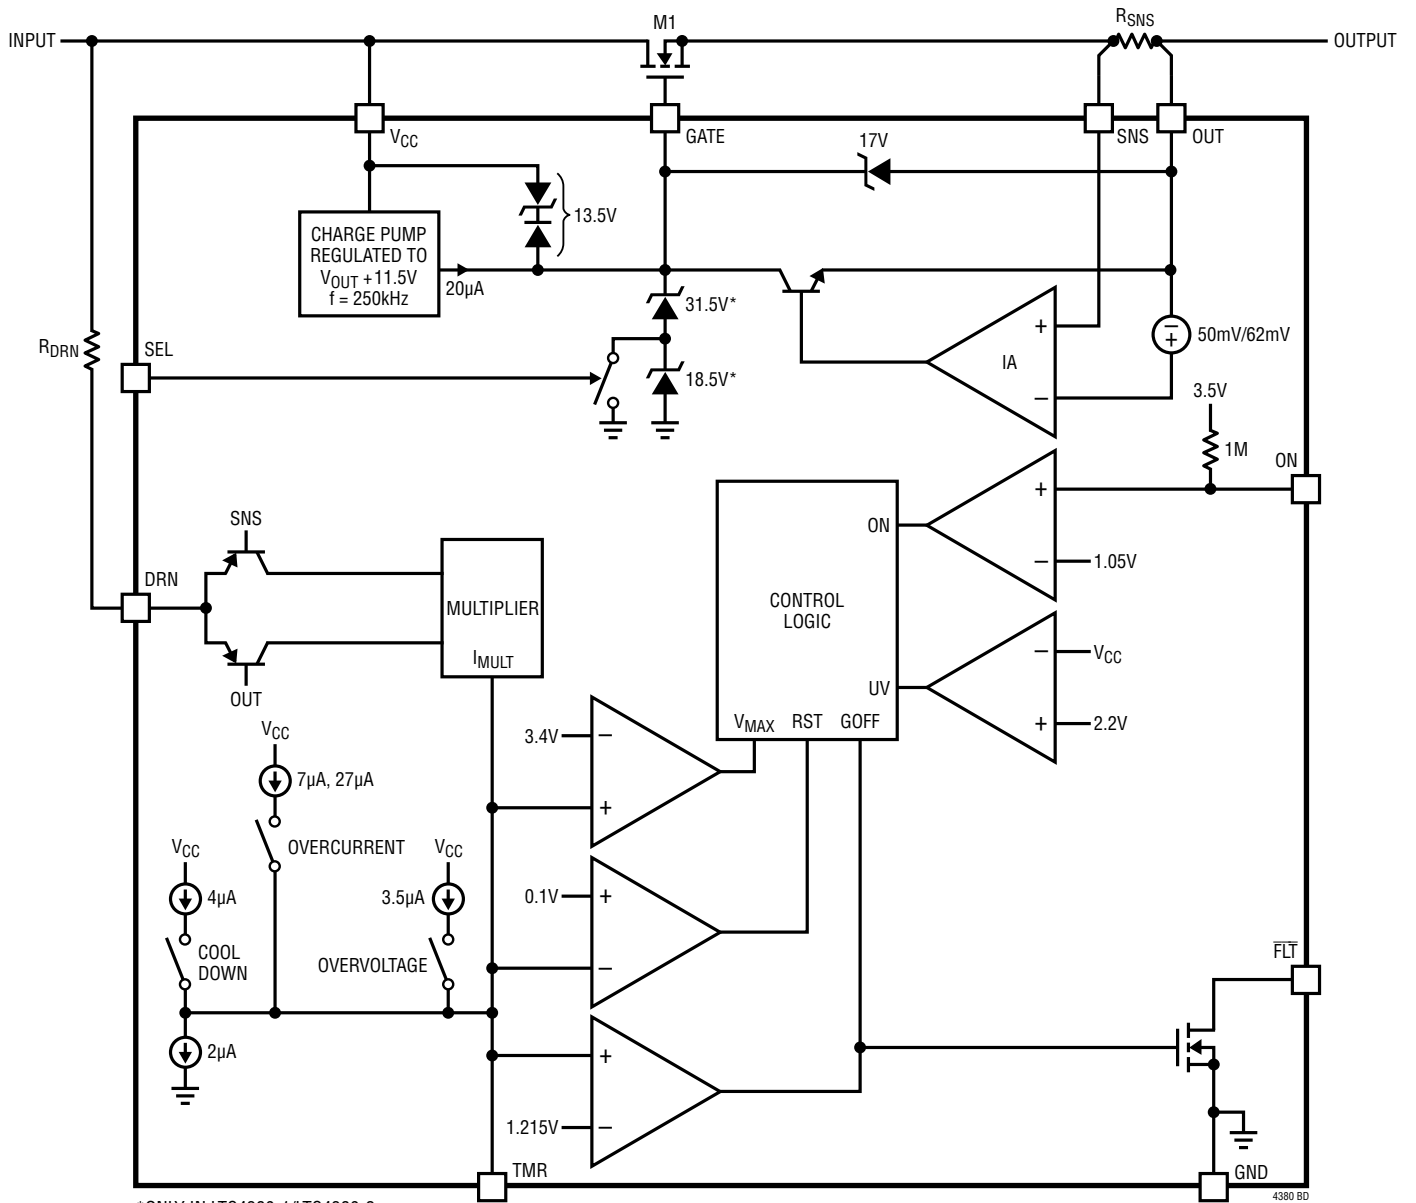 INPUT
M1
RSNS
OUTPUT
VCC
GATE
SNS
OUT
17V
13.5V
CHARGE PUMP
REGULATED TO
VOUT +11.5V
f = 250kHz
20µA
31.5V*
50mV/62mV
RDRN
SEL
IA
18.5V*
3.5V
1M
ON
+
−
−
+
SNS
DRN
MULTIPLIER
IMULT
OUT
CONTROL
LOGIC
ON
UV
VMAX RST GOFF
+
−
1.05V
−
VCC
+
2.2V
VCC
7µA, 27µA
OVERCURRENT
3.4V
−
+
VCC
4µA
COOL
DOWN
VCC
3.5µA
OVERVOLTAGE
0.1V
+
−
2µA
+
1.215V
−
FLT
TMR
GND
4380 BD